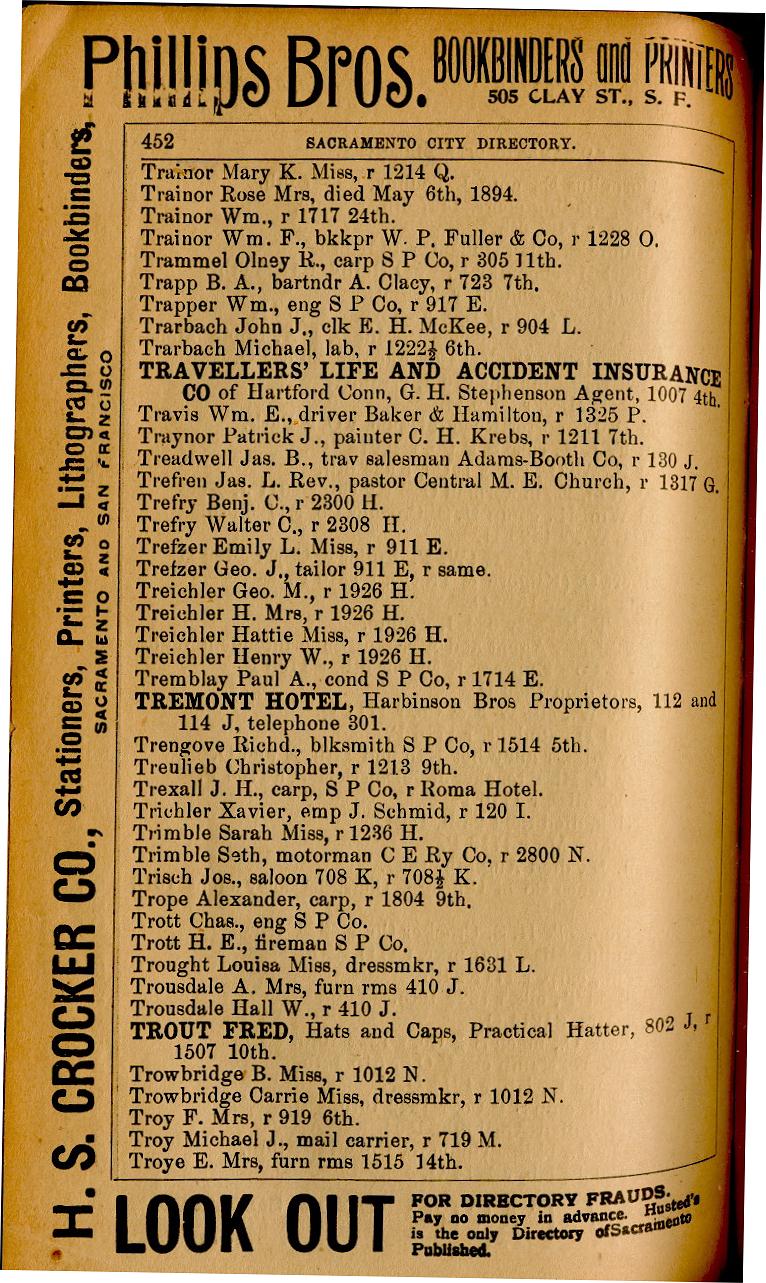 Phillips Bros. BOOKBINDERS and PRINTERS
505 CLAY ST., S. F.
H. S. CROCKER CO., Stationers, Printers, Lithographers, Bookbinders,
SACRAMENTO AND SAN FRANCISCO
452 SACRAMENTO CITY DIRECTORY.
Trainor Mary K. Miss, r 1214 Q.
Trainor Rose Mrs, died May 6th, 1894.
Trainor Wm., r 1717 24th.
Trainor Wm. F., bkkpr W. P. Fuller & Co, r 1228 O.
Trammel Olney R., carp S P Co, r 305 11th.
Trapp B. A., bartndr A. Clacy, r 723 7th.
Trapper Wm., eng S P Co, r 917 E.
Trarbach John J., clk E. H. McKee, r 904 L.
Trarbach Michael, lab, r 1222½ 6th.
TRAVELLERS' LIFE AND ACCIDENT INSURANCE
CO of Hartford Conn, G. H. Stephenson Agent, 1007 4th.
Travis Wm. E., driver Baker & Hamilton, r 1325 P.
Traynor Patrick J., painter C. H. Krebs, r 1211 7th.
Treadwell Jas. B., trav salesman Adams-Booth Co, r 130 J.
Trefren Jas. L. Rev., pastor Central M. E. Church, r 1317 G.
Trefry Benj. C., r 2300 H.
Trefry Walter C., r 2308 H.
Trefzer Emily L. Miss, r 911 E.
Trefzer Geo. J., tailor 911 E, r same.
Treichler Geo. M., r 1926 H.
Treichler H. Mrs, r 1926 H.
Treichler Hattie Miss, r 1926 H.
Treichler Henry W., r 1926 H.
Tremblay Paul A., cond S P Co, r 1714 E.
TREMONT HOTEL, Harbinson Bros Proprietors, 112 and
114 J, telephone 301.
Trengove Richd., blksmith S P Co, r 1514 5th.
Treulieb Christopher, r 1213 9th.
Trexall J. H., carp, S P Co, r Roma Hotel.
Trichler Xavier, emp J. Schmid, r 120 I.
Trimble Sarah Miss, r 1236 H.
Trimble Seth, motorman C E Ry Co, r 2800 N.
Trisch Jos., saloon 708 K, r 708½ K.
Trope Alexander, carp, r 1804 9th.
Trott Chas., eng S P Co.
Trott H. E., fireman S P Co.
Trought Louisa Miss, dressmkr, r 1631 L.
Trousdale A. Mrs, furn rms 410 J.
Trousdale Hall W., r 410 J.
TROUT FRED, Hats and Caps, Practical Hatter, 802 J, r
1507 10th.
Trowbridge B. Miss, r 1012 N.
Trowbridge Carrie Miss, dressmkr, r 1012 N.
Troy F. Mrs, r 919 6th.
Troy Michael J., mail carrier, r 719 M.
Troye E. Mrs, furn rms 1515 14th.
LOOK OUT
FOR DIRECTORY FRAUDS.
Pay no money in advance. Husted's
is the only Directory of Sacramento
Published.